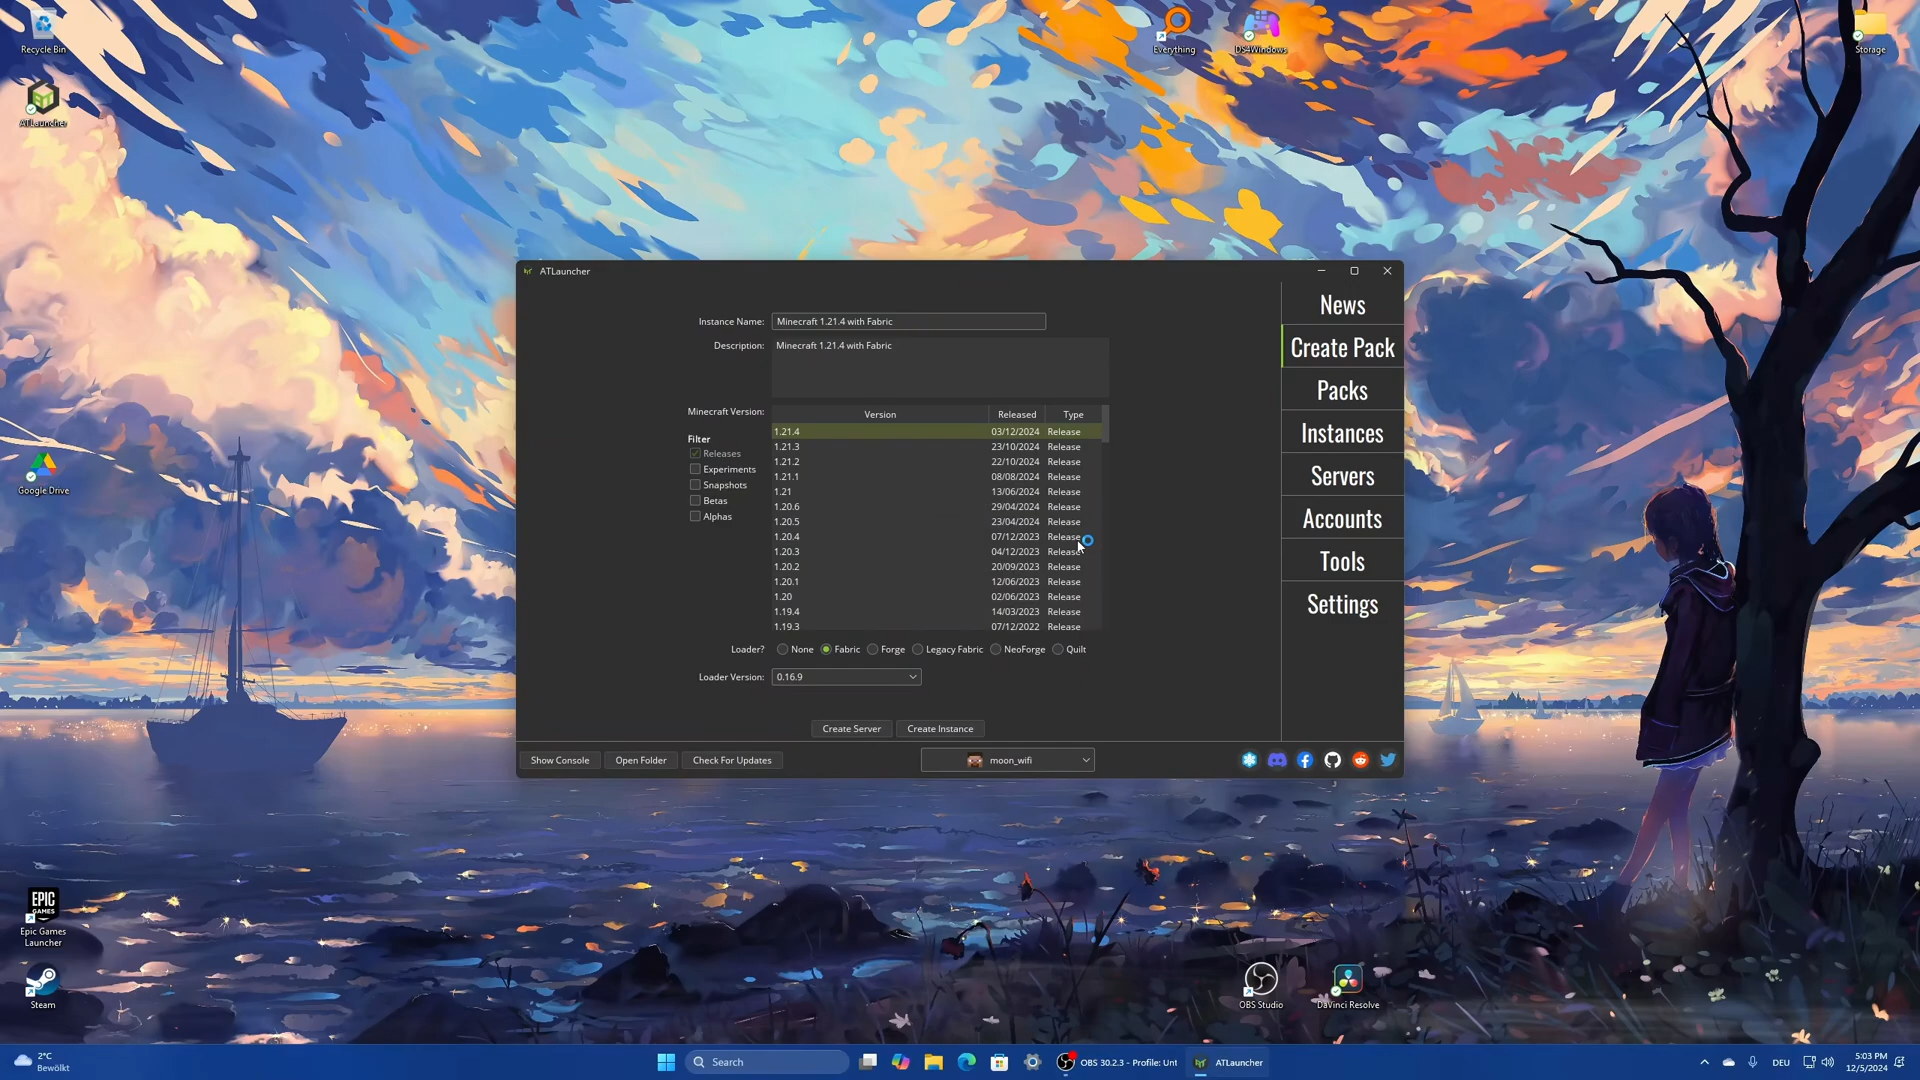 Recycle Bin
ATLauncher
Google Drive
Epic Games
Launcher
Steam
Everything
DS4Windows
Storage
OBS Studio
DaVinci Resolve
EPIC
GAMES
ATLauncher
Instance Name: Minecraft 1.21.4 with Fabric
Description: Minecraft 1.21.4 with Fabric
Minecraft Version:
Filter
Releases
Experiments
Snapshots
Betas
Alphas
Version Released Type
1.21.4 03/12/2024 Release
1.21.3 23/10/2024 Release
1.21.2 22/10/2024 Release
1.21.1 08/08/2024 Release
1.21 13/06/2024 Release
1.20.6 29/04/2024 Release
1.20.5 23/04/2024 Release
1.20.4 07/12/2023 Release
1.20.3 04/12/2023 Release
1.20.2 20/09/2023 Release
1.20.1 12/06/2023 Release
1.20 02/06/2023 Release
1.19.4 14/03/2023 Release
1.19.3 07/12/2022 Release
Loader? None Fabric Forge Legacy Fabric NeoForge Quilt
Loader Version: 0.16.9
Create Server Create Instance
Show Console Open Folder Check For Updates moon_wifi
News
Create Pack
Packs
Instances
Servers
Accounts
Tools
Settings
2°C
Bewölkt
Search
OBS 30.2.3 - Profile: Unt
ATLauncher
DEU
5:03 PM
12/5/2024